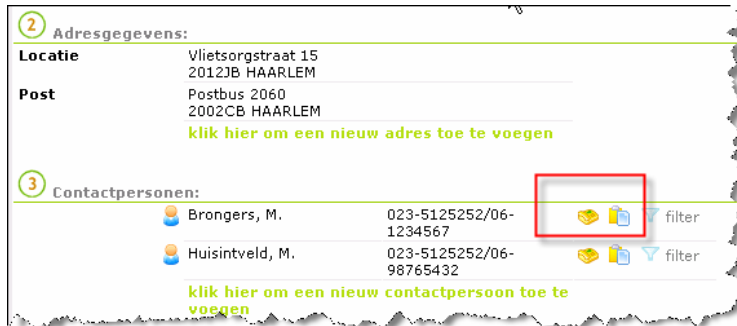 2 Adresgegevens:
Locatie Vlietsorgstraat 15
2012JB HAARLEM
Post Postbus 2060
2002CB HAARLEM
klik hier om een nieuw adres toe te voegen
3 Contactpersonen:
Brongers, M. 023-5125252/06-
1234567 filter
Huisintveld, M. 023-5125252/06-
98765432 filter
klik hier om een nieuw contactpersoon toe te
voegen